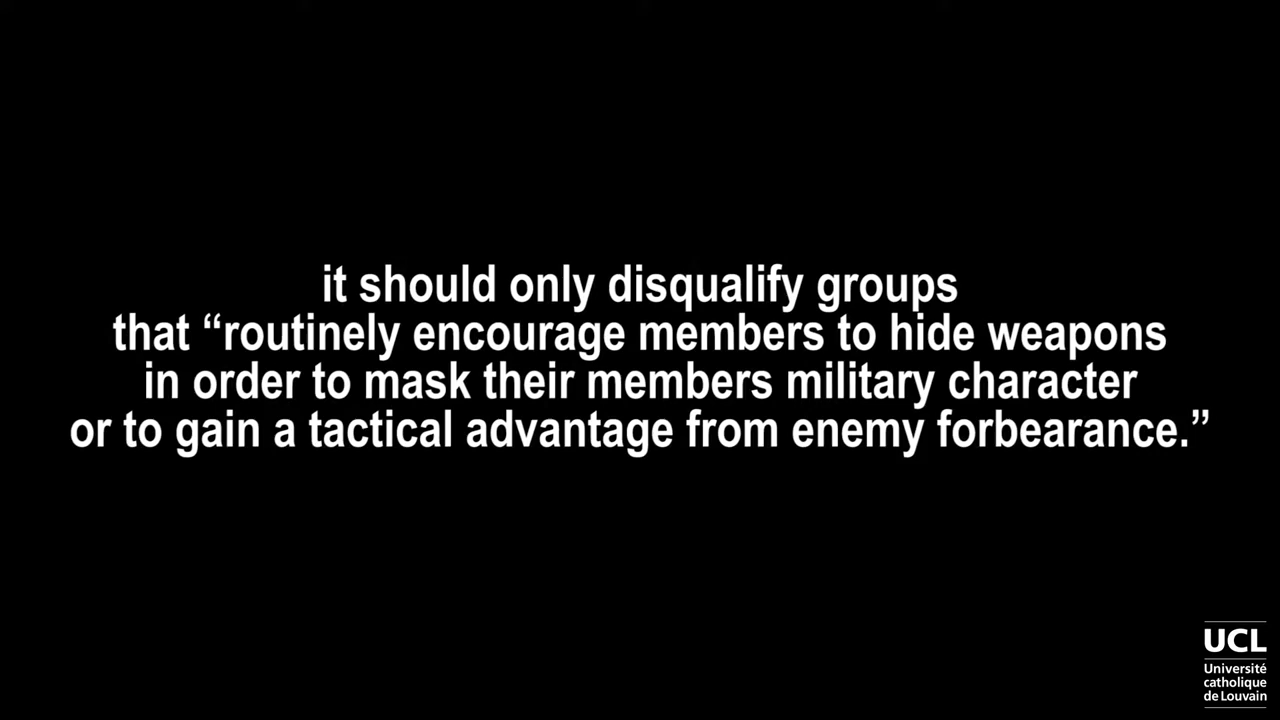 it should only disqualify groups
that “routinely encourage members to hide weapons
in order to mask their members military character
or to gain a tactical advantage from enemy forbearance.”
UCL
Université
catholique
de Louvain